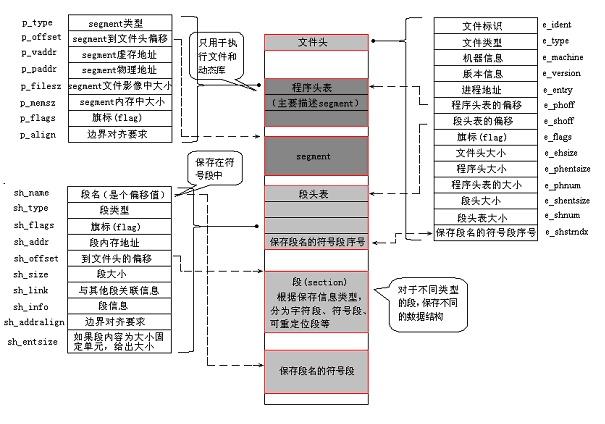 p_type segment类型
p_offset segment到文件头偏移
p_vaddr segment虚存地址
p_paddr segment物理地址
p_filesz segment文件影像中大小
p_memsz segment内存中大小
p_flags 旗标(flag)
p_align 边界对齐要求
只用于执
行文件和
动态库
保存在符
号段中
sh_name 段名(是个偏移值)
sh_type 段类型
sh_flags 旗标(flag)
sh_addr 段内存地址
sh_offset 到文件头的偏移
sh_size 段大小
sh_link 与其他段关联信息
sh_info 段信息
sh_addralign 边界对齐要求
sh_entsize 如果段内容为大小固
定单元，给出大小
文件头
程序头表
(主要描述segment)
segment
段头表
保存段名的符号段序号
段(section)
根据保存信息类型，
分为字符段、符号段、
可重定位段等
保存段名的符号段
文件标识 e_ident
文件类型 e_type
机器信息 e_machine
版本信息 e_version
进程地址 e_entry
程序头表的偏移 e_phoff
段头表的偏移 e_shoff
旗标(flag) e_flags
文件头大小 e_ehsize
程序头大小 e_phentsize
程序头表的大小 e_phnum
段头大小 e_shentsize
段头表大小 e_shnum
保存段名的符号段序号 e_shstrndx
对于不同类型
的段，保存不同
的数据结构